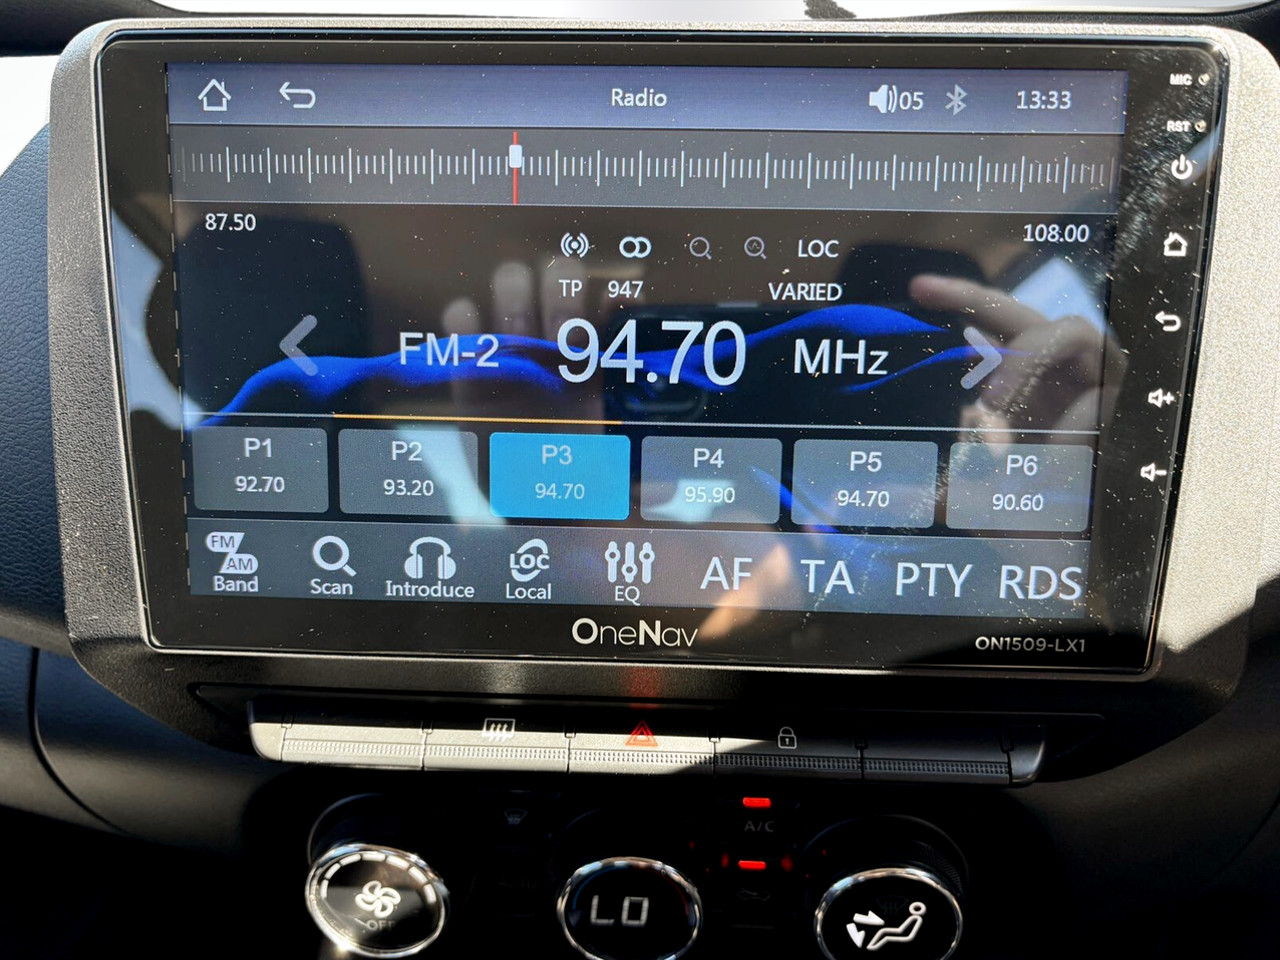 Radio 05 13:33
MIC
RST
87.50 108.00
LOC
TP 947 VARIED
FM-2 94.70 MHz
P1 P2 P3 P4 P5 P6
92.70 93.20 94.70 95.90 94.70 90.60
FM AM Band Scan Introduce LOC Local EQ AF TA PTY RDS
OneNav ON1509-LX1
A/C
OFF LO